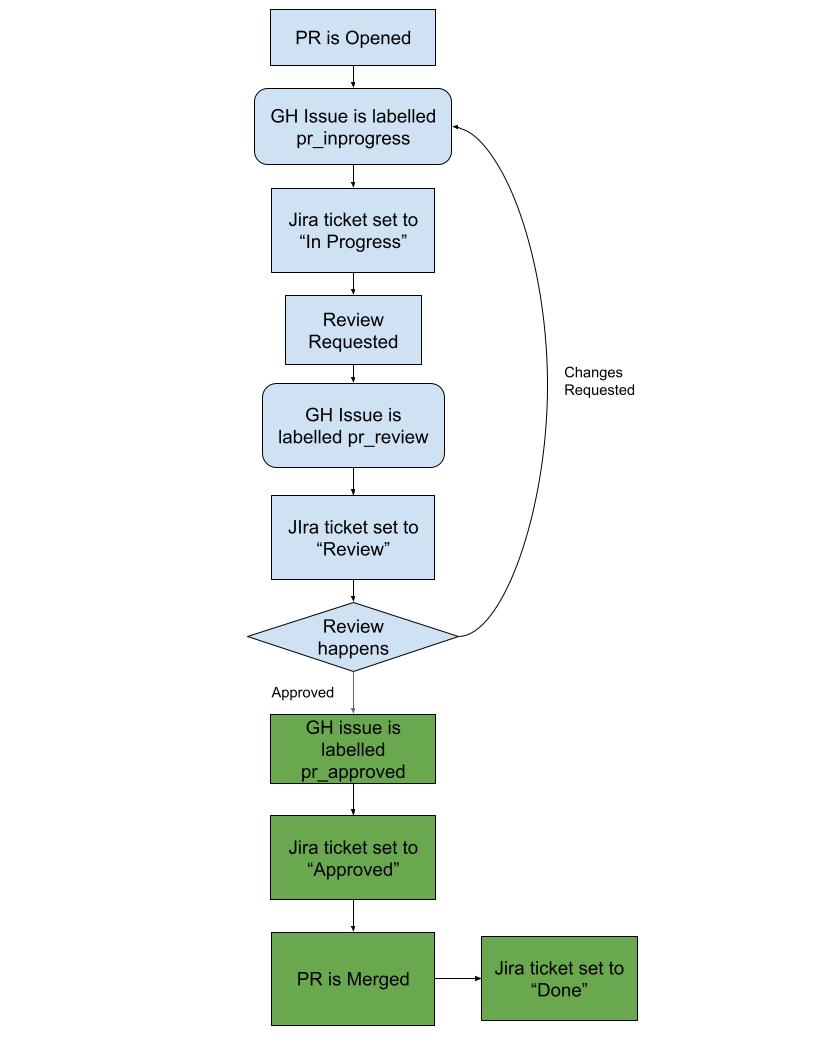 PR is Opened
GH Issue is labelled
pr_inprogress
Jira ticket set to
“In Progress”
Review
Requested
Changes
Requested
GH Issue is
labelled pr_review
JIra ticket set to
“Review”
Review
happens
Approved
GH issue is
labelled
pr_approved
Jira ticket set to
“Approved”
PR is Merged
Jira ticket set to
“Done”